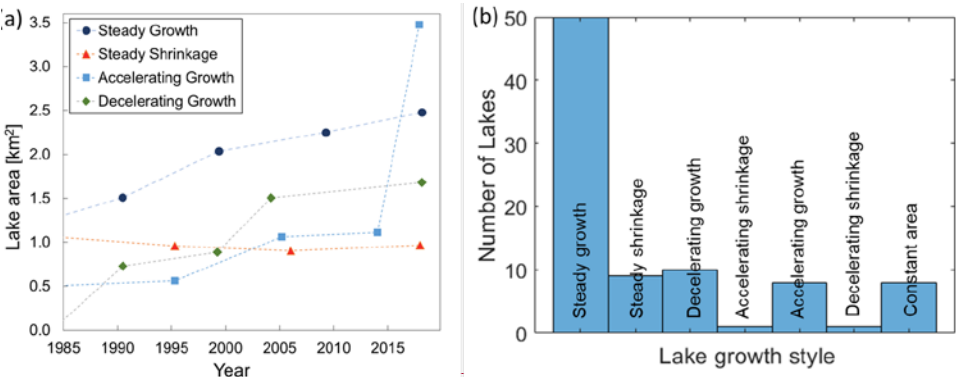 (a)
Steady Growth
Steady Shrinkage
Accelerating Growth
Decelerating Growth
3.5
3.0
2.5
2.0
1.5
1.0
0.5
0.0
Lake area [km²]
1985 1990 1995 2000 2005 2010 2015
Year
(b)
50
40
30
20
10
0
Number of Lakes
Steady growth
Steady shrinkage
Decelerating growth
Accelerating shrinkage
Accelerating growth
Decelerating shrinkage
Constant area
Lake growth style